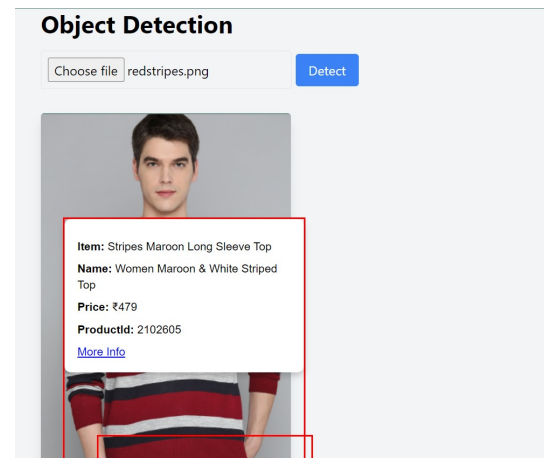 Object Detection
Choose file redstripes.png
Detect
Item: Stripes Maroon Long Sleeve Top
Name: Women Maroon & White Striped
Top
Price: ₹479
ProductId: 2102605
More Info